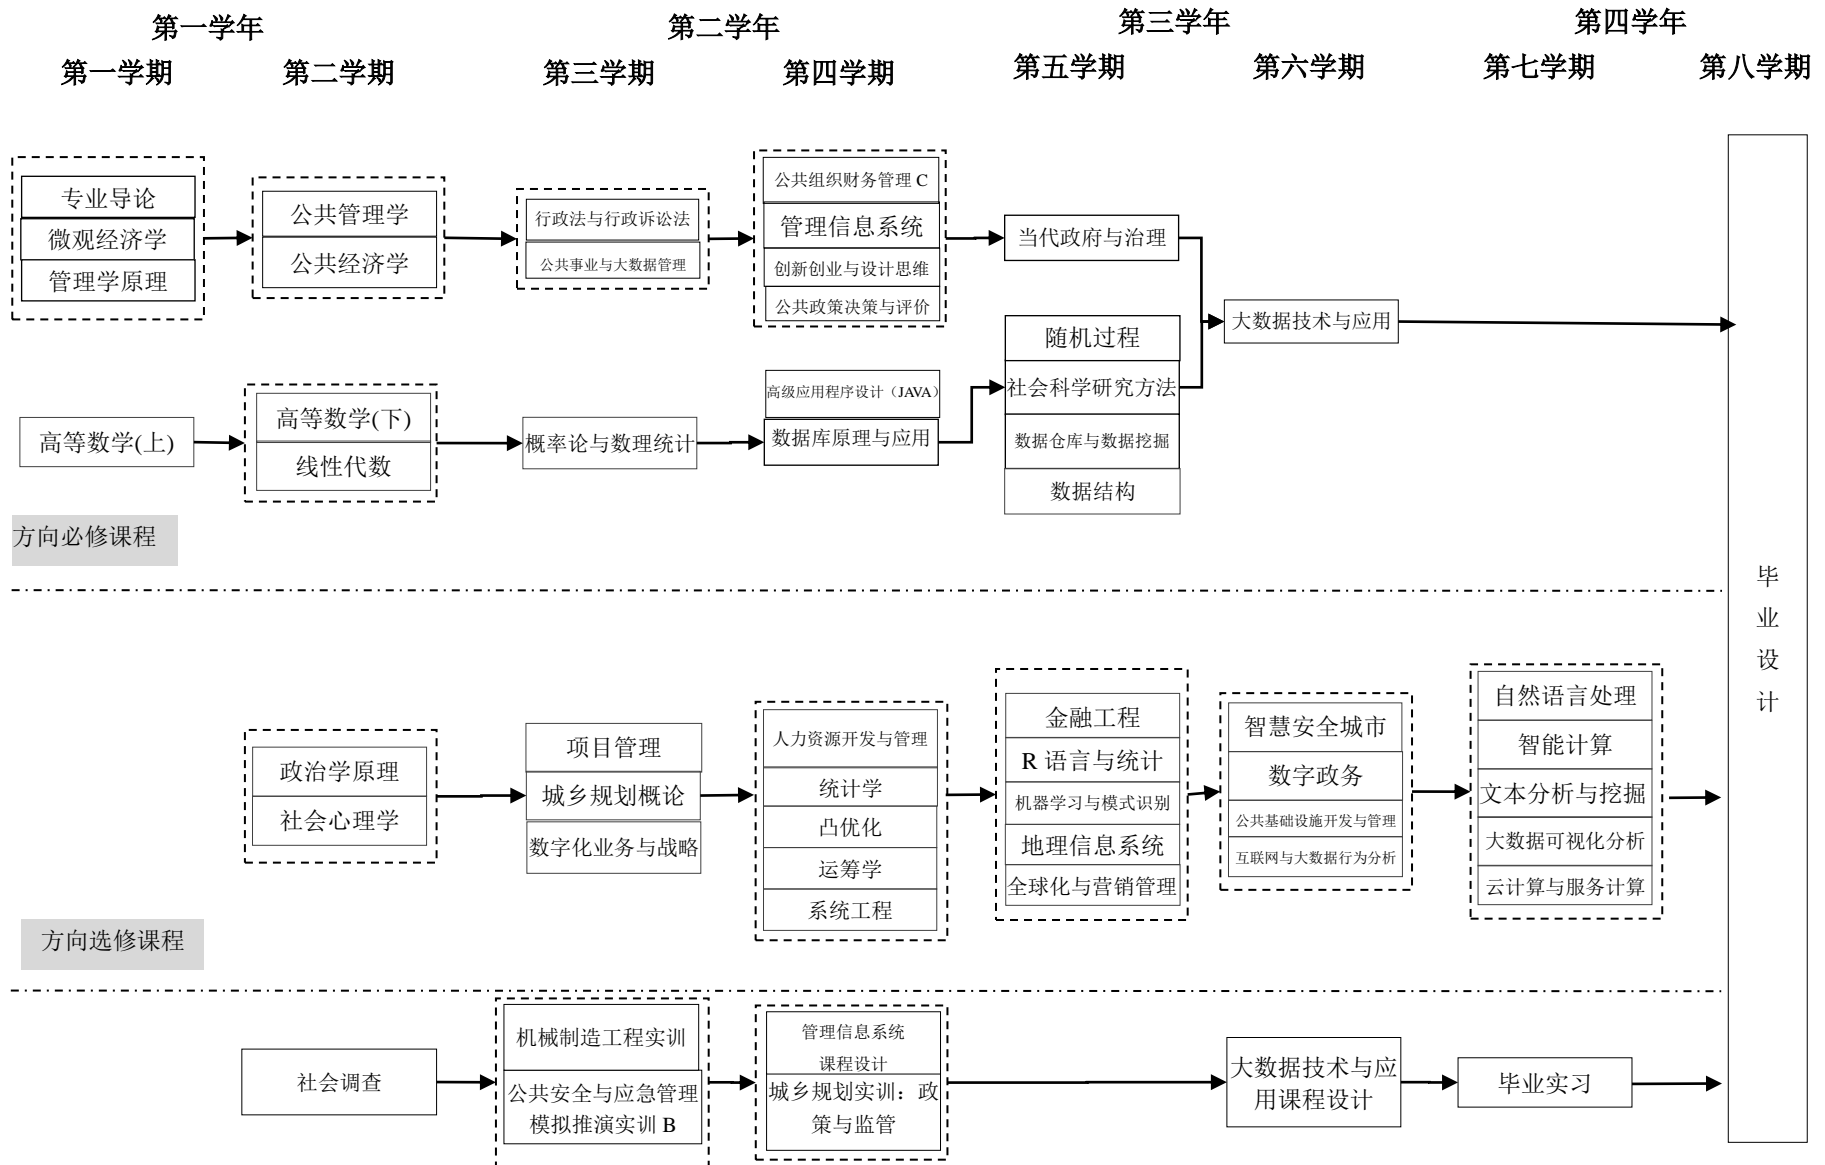 第一学年
第二学年
第三学年
第四学年
第一学期
第二学期
第三学期
第四学期
第五学期
第六学期
第七学期
第八学期
专业导论
微观经济学
管理学原理
公共管理学
公共经济学
行政法与行政诉讼法
公共事业与大数据管理
公共组织财务管理 C
管理信息系统
创新创业与设计思维
公共政策决策与评价
当代政府与治理
大数据技术与应用
高等数学(上)
高等数学(下)
线性代数
概率论与数理统计
高级应用程序设计（JAVA）
数据库原理与应用
随机过程
社会科学研究方法
数据仓库与数据挖掘
数据结构
方向必修课程
毕
业
设
计
政治学原理
社会心理学
项目管理
城乡规划概论
数字化业务与战略
人力资源开发与管理
统计学
凸优化
运筹学
系统工程
金融工程
R 语言与统计
机器学习与模式识别
地理信息系统
全球化与营销管理
智慧安全城市
数字政务
公共基础设施开发与管理
互联网与大数据行为分析
自然语言处理
智能计算
文本分析与挖掘
大数据可视化分析
云计算与服务计算
方向选修课程
社会调查
机械制造工程实训
公共安全与应急管理
模拟推演实训 B
管理信息系统
课程设计
城乡规划实训：政
策与监管
大数据技术与应
用课程设计
毕业实习